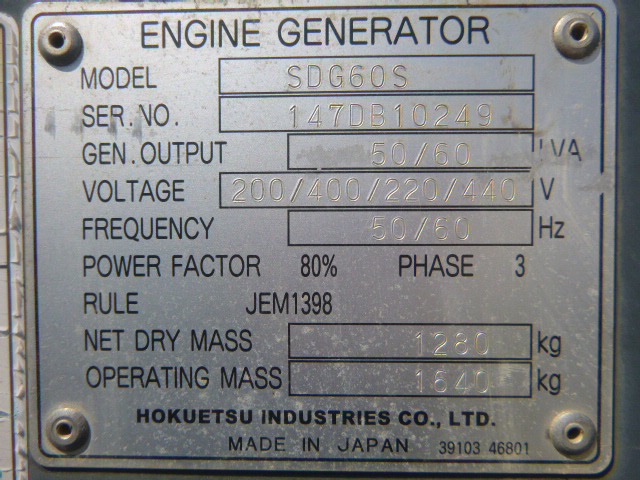 ENGINE GENERATOR
MODEL SDG60S
SER. NO. 147DB10249
GEN. OUTPUT 50/60 VA
VOLTAGE 200/400/220/440 V
FREQUENCY 50/60 Hz
POWER FACTOR 80% PHASE 3
RULE JEM1398
NET DRY MASS 1280 kg
OPERATING MASS 1640 kg
HOKUETSU INDUSTRIES CO., LTD.
MADE IN JAPAN 39103 46801